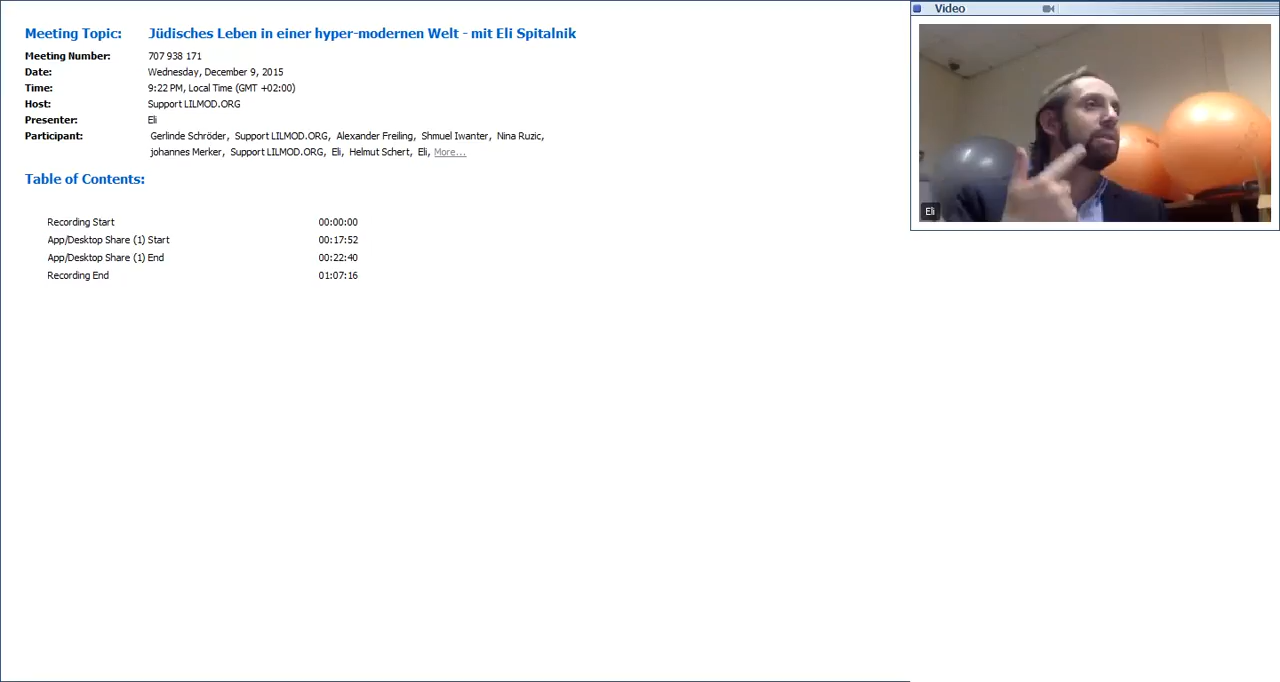 Meeting Topic: Jüdisches Leben in einer hyper-modernen Welt - mit Eli Spitalnik
Meeting Number: 707 938 171
Date: Wednesday, December 9, 2015
Time: 9:22 PM, Local Time (GMT +02:00)
Host: Support LILMOD.ORG
Presenter: Eli
Participant: Gerlinde Schröder, Support LILMOD.ORG, Alexander Freiling, Shmuel Iwanter, Nina Ruzic,
johannes Merker, Support LILMOD.ORG, Eli, Helmut Schert, Eli, More...
Table of Contents:
Recording Start 00:00:00
App/Desktop Share (1) Start 00:17:52
App/Desktop Share (1) End 00:22:40
Recording End 01:07:16
Video
Eli